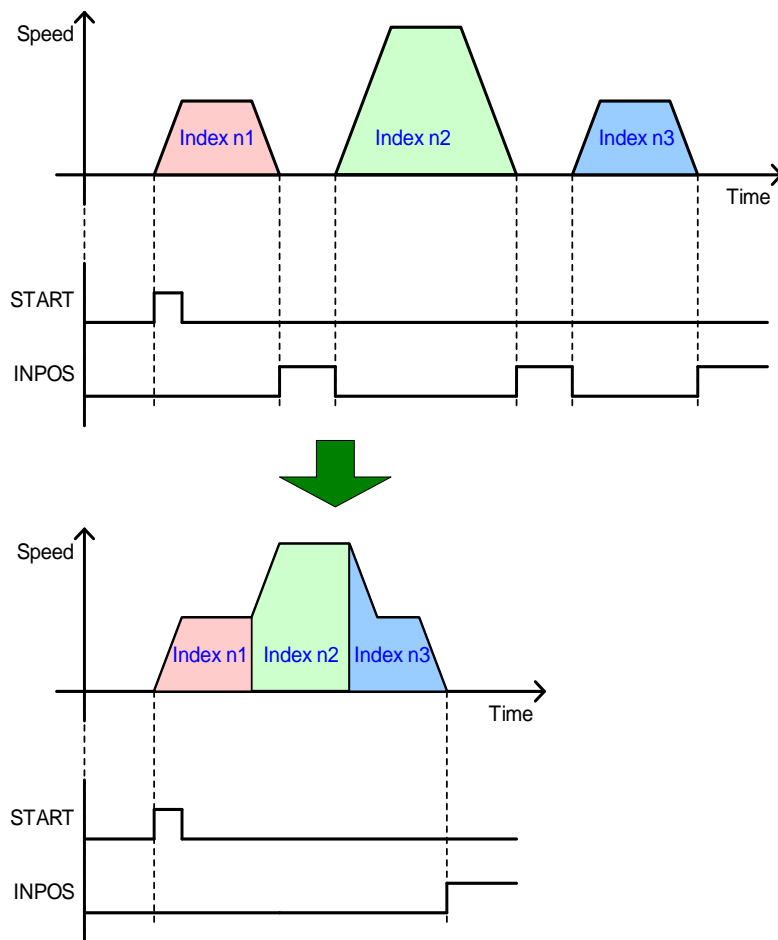 Speed
Index n1
Index n2
Index n3
Time
START
INPOS
Speed
Index n1
Index n2
Index n3
Time
START
INPOS